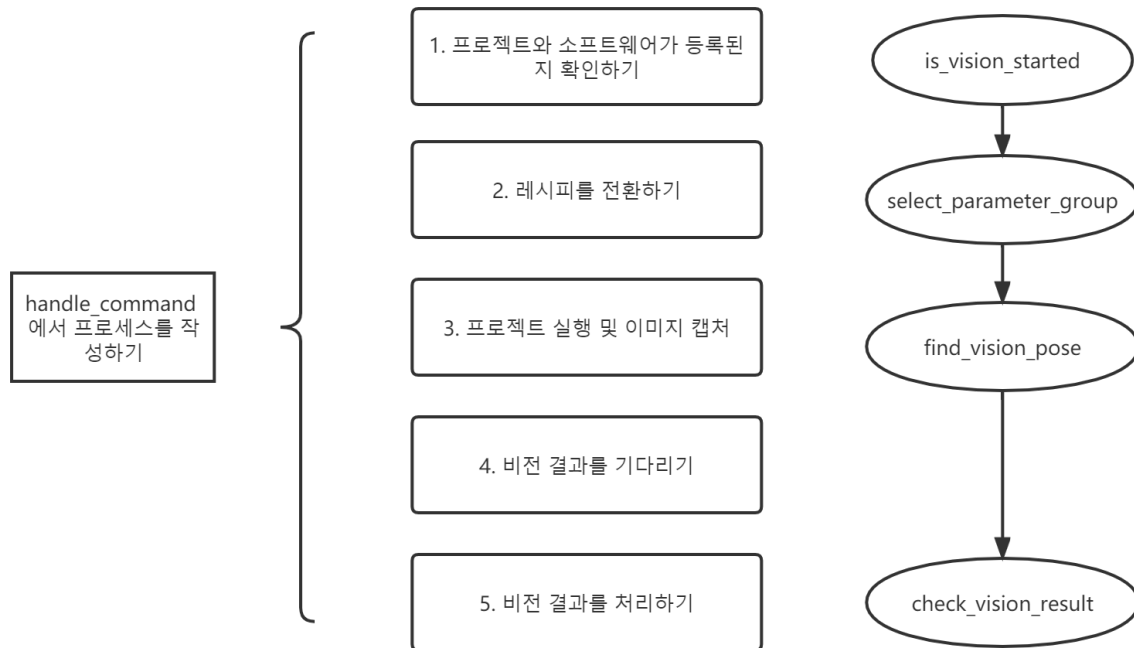 1. 프로젝트와 소프트웨어가 등록된
지 확인하기
is_vision_started
2. 레시피를 전환하기
select_parameter_group
handle_command
에서 프로세스를 작
성하기
3. 프로젝트 실행 및 이미지 캡처
find_vision_pose
4. 비전 결과를 기다리기
5. 비전 결과를 처리하기
check_vision_result